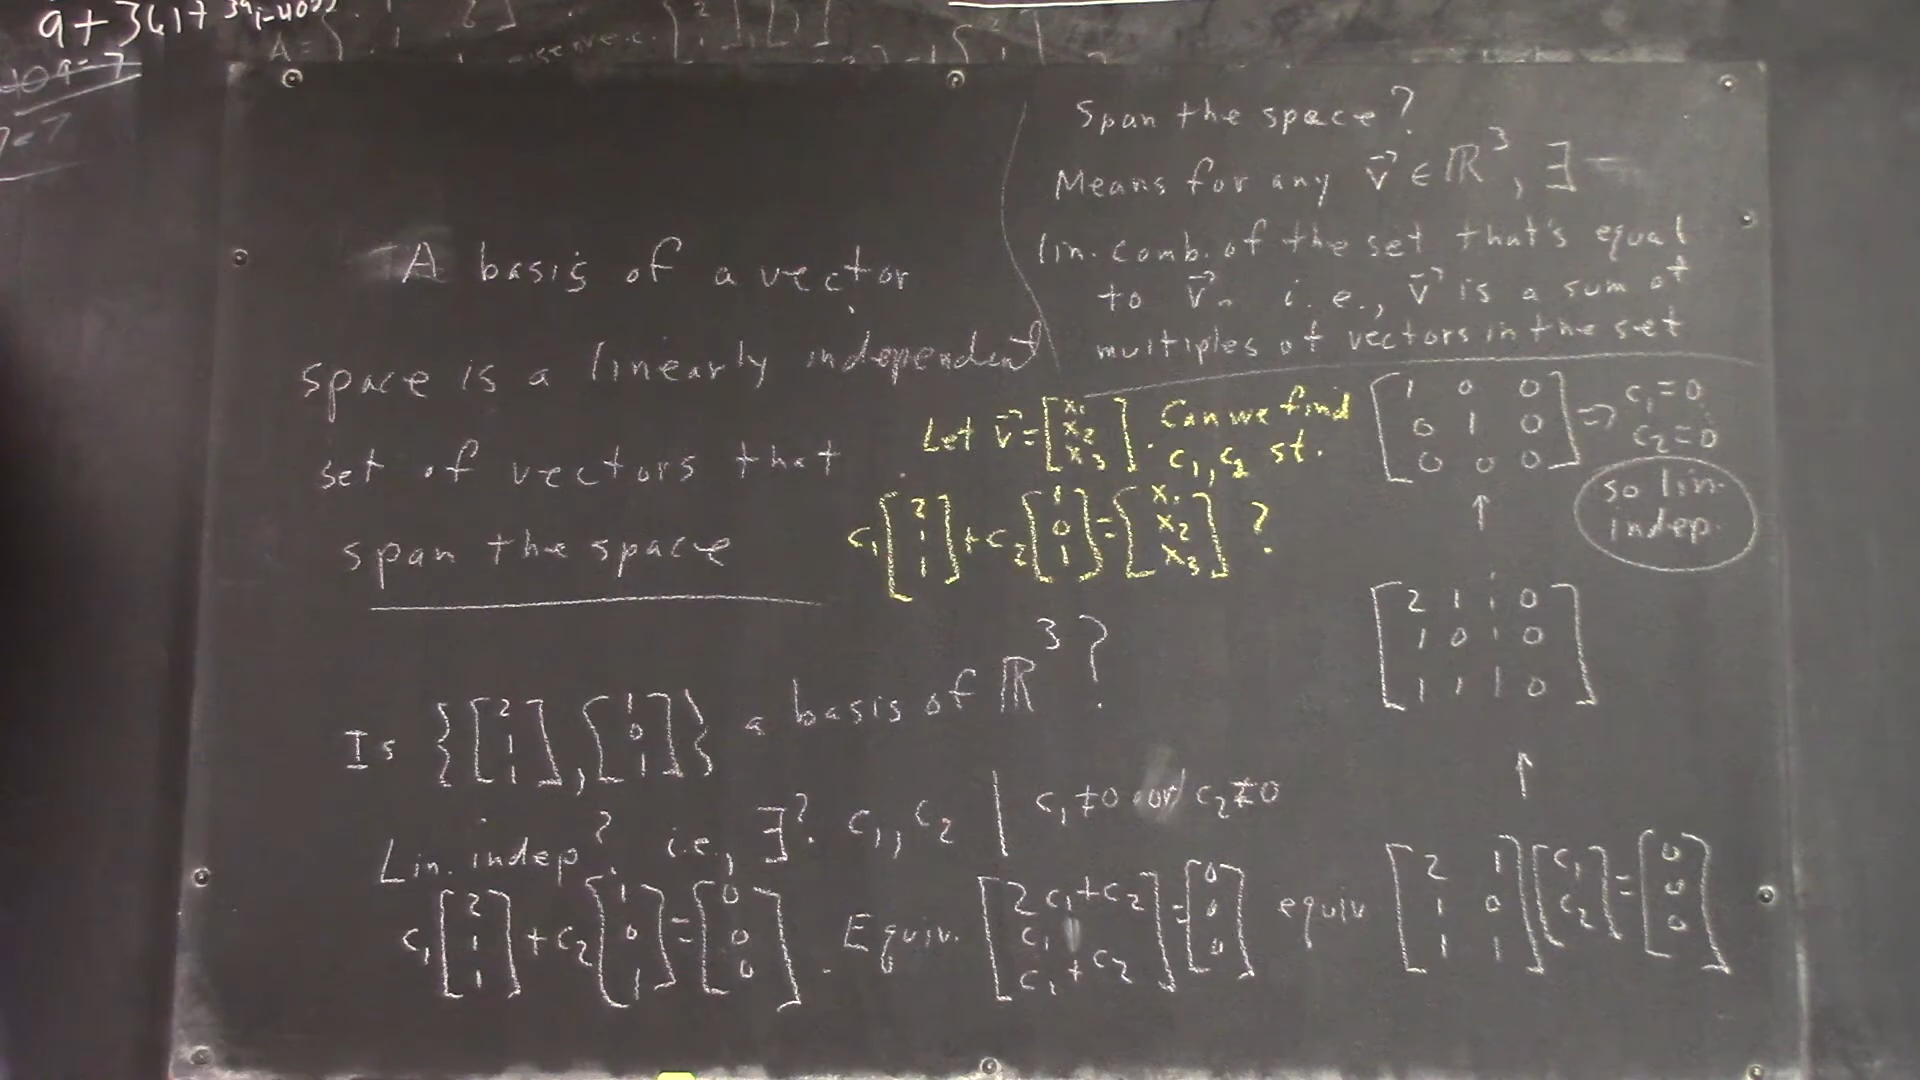 9+361+39i-40
A=
A basis of a vector
space is a linearly independent
set of vectors that
span the space
Span the space?
Means for any v⃗ ∈ ℝ³, ∃
lin. comb. of the set that's equal
to v⃗. i.e., v⃗ is a sum of
multiples of vectors in the set
Let v⃗ = [x₁ x₂ x₃]. Can we find
c₁, c₂ st.
c₁[2 1 1] + c₂[1 0 1] = [x₁ x₂ x₃] ?
[1 0 0
0 1 0
0 0 0] ⇒ c₁=0, c₂=0
so lin.
indep.
↑
[2 1 | 0
1 0 | 0
1 1 | 0]
↑
Is {[2 1 1], [1 0 1]} a basis of ℝ³?
Lin. indep? i.e., ∃? c₁, c₂ | c₁≠0 or c₂≠0
c₁[2 1 1] + c₂[1 0 1] = [0 0 0]. Equiv. [2c₁+c₂ c₁ c₁+c₂] = [0 0 0] equiv [2 1
1 0
1 1][c₁ c₂] = [0 0 0]